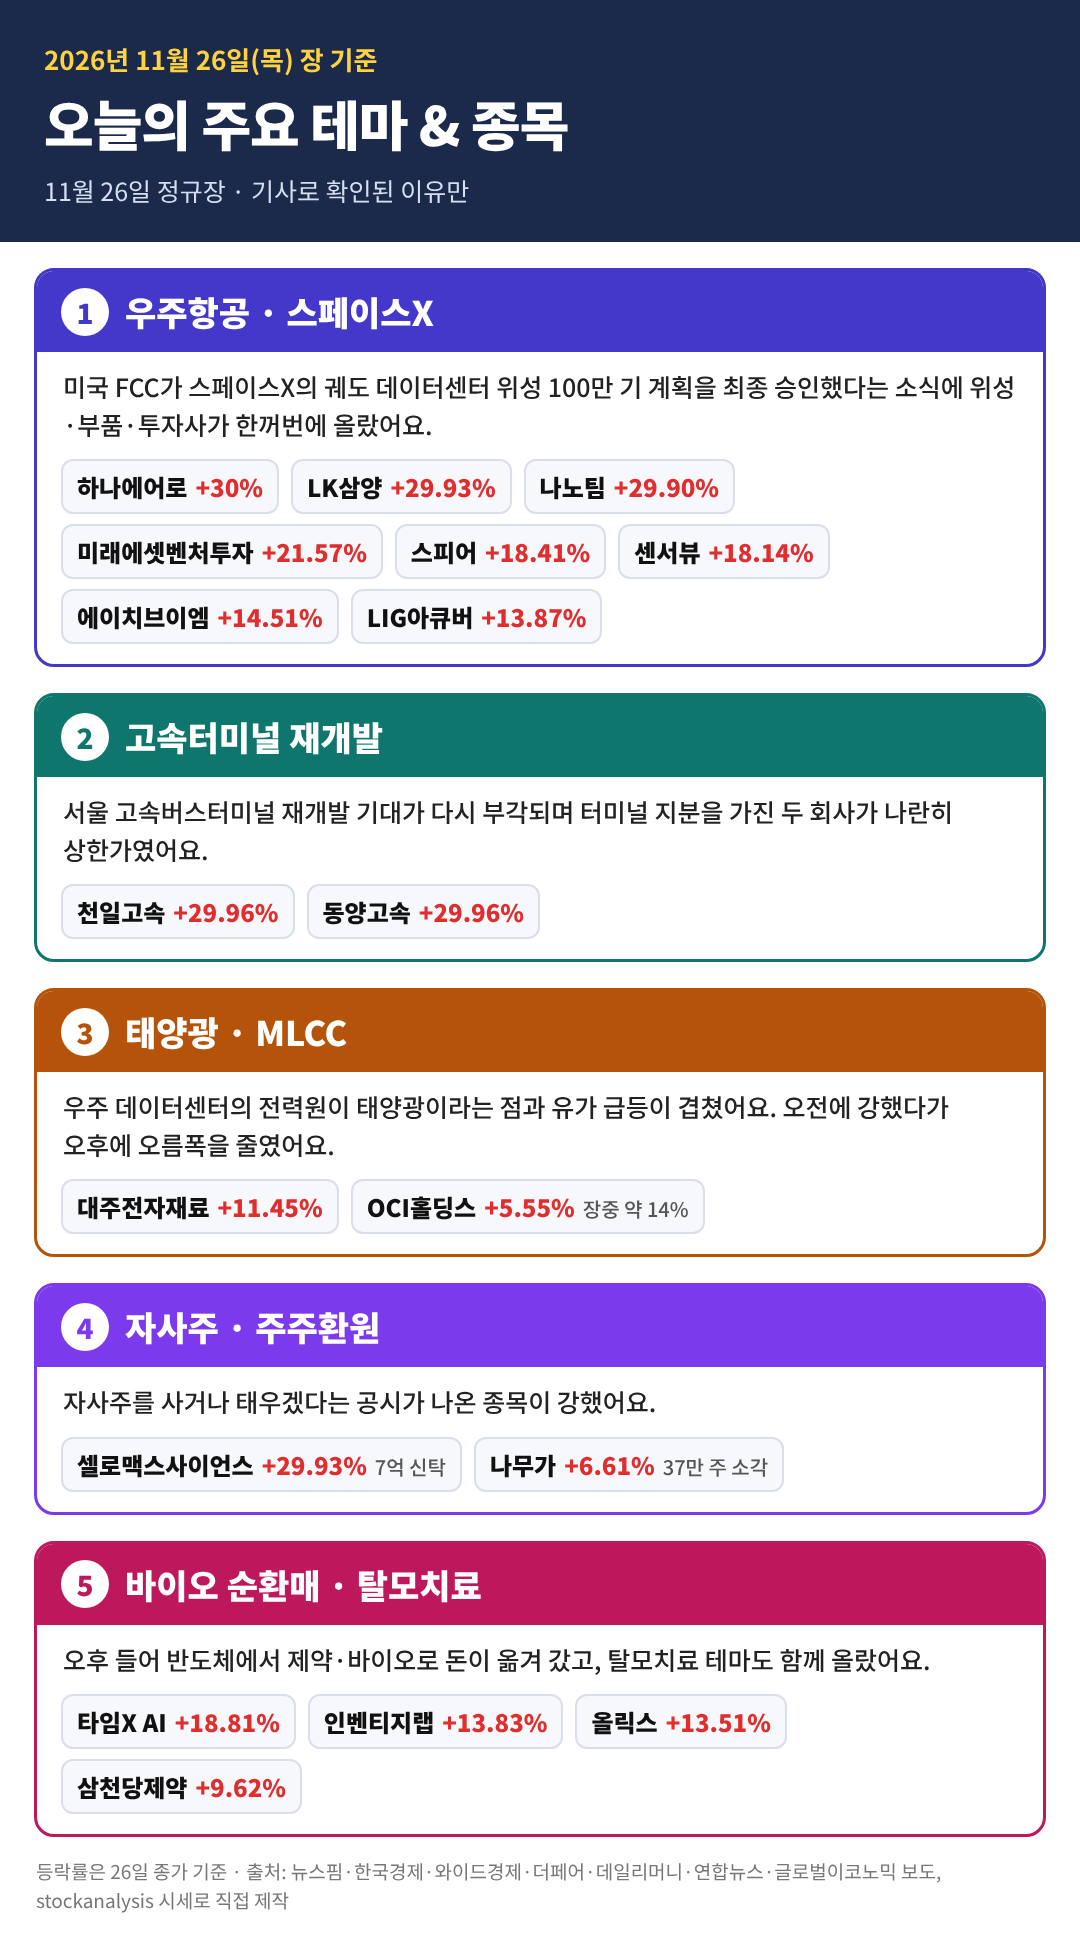 2026년 11월 26일(목) 장 기준
오늘의 주요 테마 & 종목
11월 26일 정규장 · 기사로 확인된 이유만
1 우주항공 · 스페이스X
미국 FCC가 스페이스X의 궤도 데이터센터 위성 100만 기 계획을 최종 승인했다는 소식에 위성
·부품·투자사가 한꺼번에 올랐어요.
하나에어로 +30% LK삼양 +29.93% 나노팀 +29.90%
미래에셋벤처투자 +21.57% 스피어 +18.41% 센서뷰 +18.14%
에이치브이엠 +14.51% LIG아큐버 +13.87%
2 고속터미널 재개발
서울 고속버스터미널 재개발 기대가 다시 부각되며 터미널 지분을 가진 두 회사가 나란히
상한가였어요.
천일고속 +29.96% 동양고속 +29.96%
3 태양광 · MLCC
우주 데이터센터의 전력원이 태양광이라는 점과 유가 급등이 겹쳤어요. 오전에 강했다가
오후에 오름폭을 줄였어요.
대주전자재료 +11.45% OCI홀딩스 +5.55% 장중 약 14%
4 자사주 · 주주환원
자사주를 사거나 태우겠다는 공시가 나온 종목이 강했어요.
셀로맥스사이언스 +29.93% 7억 신탁 나무가 +6.61% 37만 주 소각
5 바이오 순환매 · 탈모치료
오후 들어 반도체에서 제약·바이오로 돈이 옮겨 갔고, 탈모치료 테마도 함께 올랐어요.
타임X AI +18.81% 인벤티지랩 +13.83% 올릭스 +13.51%
삼천당제약 +9.62%
등락률은 26일 종가 기준 · 출처: 뉴스핌·한국경제·와이드경제·더페어·데일리머니·연합뉴스·글로벌이코노믹 보도,
stockanalysis 시세로 직접 제작